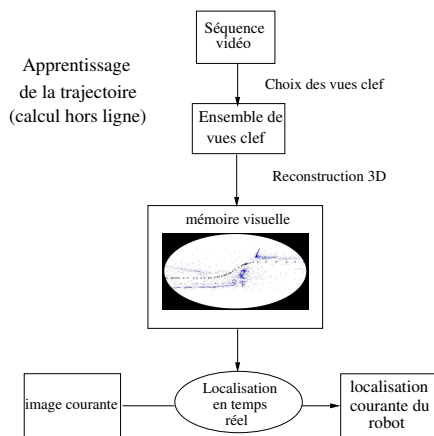 Séquence
vidéo
Apprentissage
de la trajectoire
(calcul hors ligne)
Choix des vues clef
Ensemble de
vues clef
Reconstruction 3D
mémoire visuelle
image courante
Localisation
en temps
réel
localisation
courante du
robot